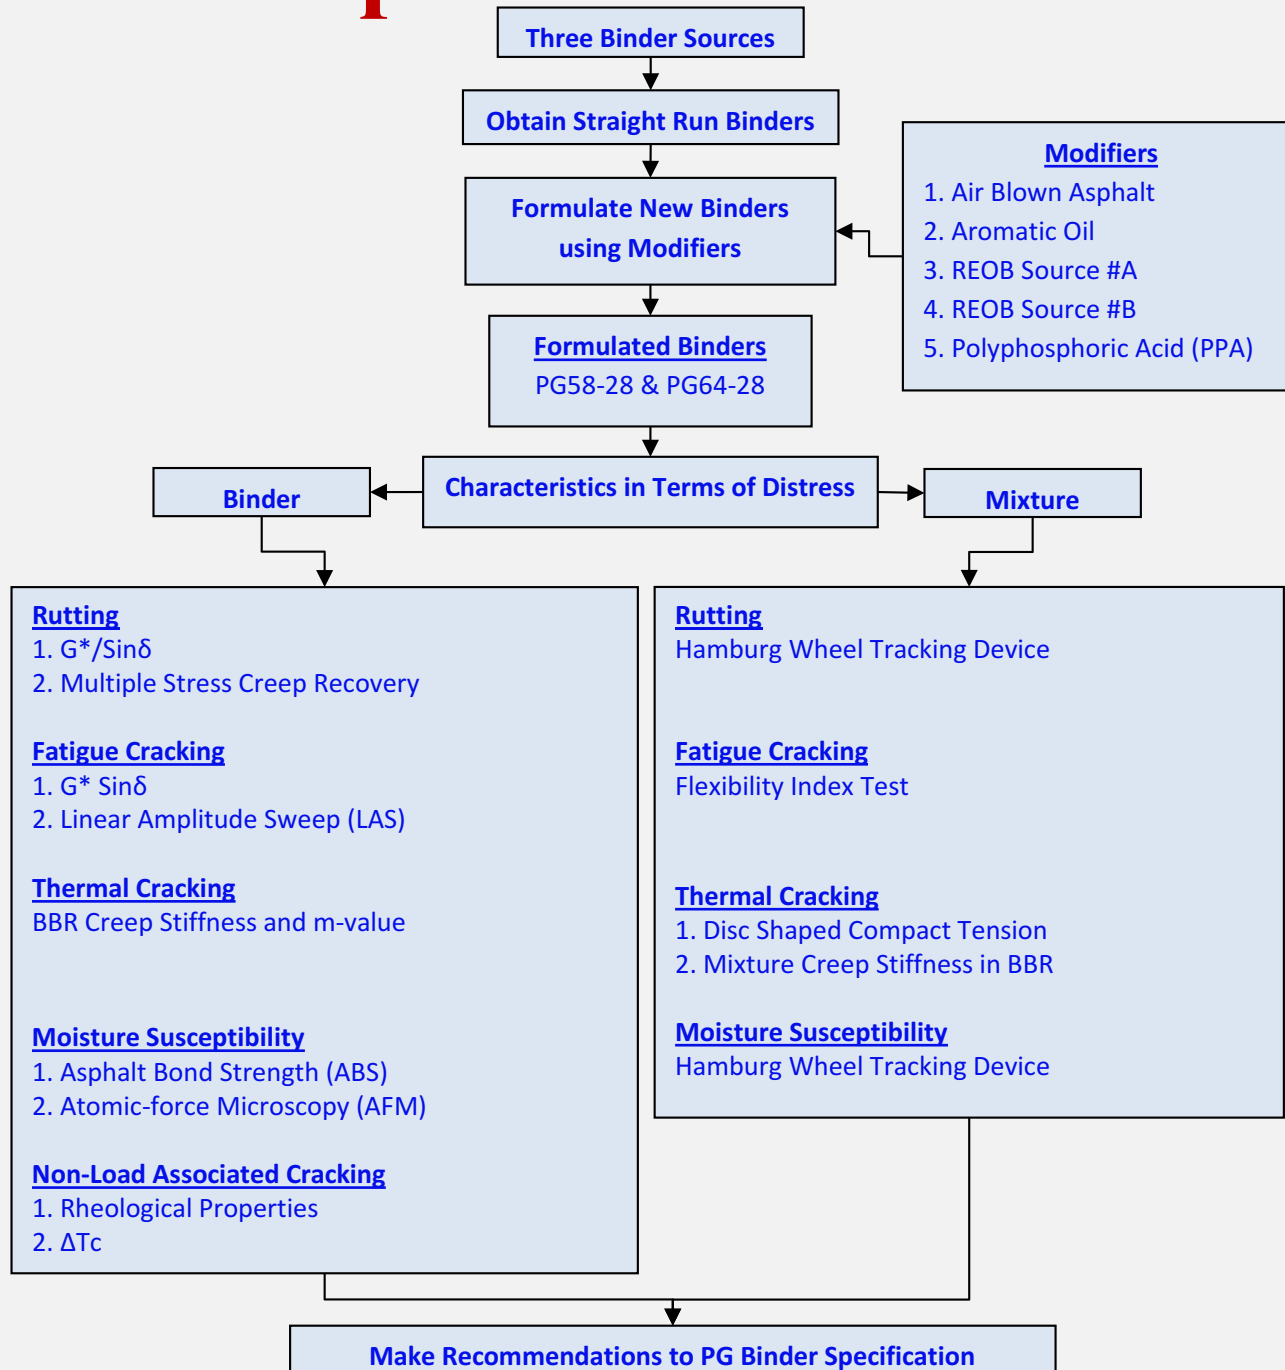 Three Binder Sources
Obtain Straight Run Binders
Formulate New Binders
using Modifiers
Modifiers
1. Air Blown Asphalt
2. Aromatic Oil
3. REOB Source #A
4. REOB Source #B
5. Polyphosphoric Acid (PPA)
Formulated Binders
PG58-28 & PG64-28
Characteristics in Terms of Distress
Binder
Mixture
Rutting
1. G*/Sinδ
2. Multiple Stress Creep Recovery
Fatigue Cracking
1. G* Sinδ
2. Linear Amplitude Sweep (LAS)
Thermal Cracking
BBR Creep Stiffness and m-value
Moisture Susceptibility
1. Asphalt Bond Strength (ABS)
2. Atomic-force Microscopy (AFM)
Non-Load Associated Cracking
1. Rheological Properties
2. ΔTc
Rutting
Hamburg Wheel Tracking Device
Fatigue Cracking
Flexibility Index Test
Thermal Cracking
1. Disc Shaped Compact Tension
2. Mixture Creep Stiffness in BBR
Moisture Susceptibility
Hamburg Wheel Tracking Device
Make Recommendations to PG Binder Specification